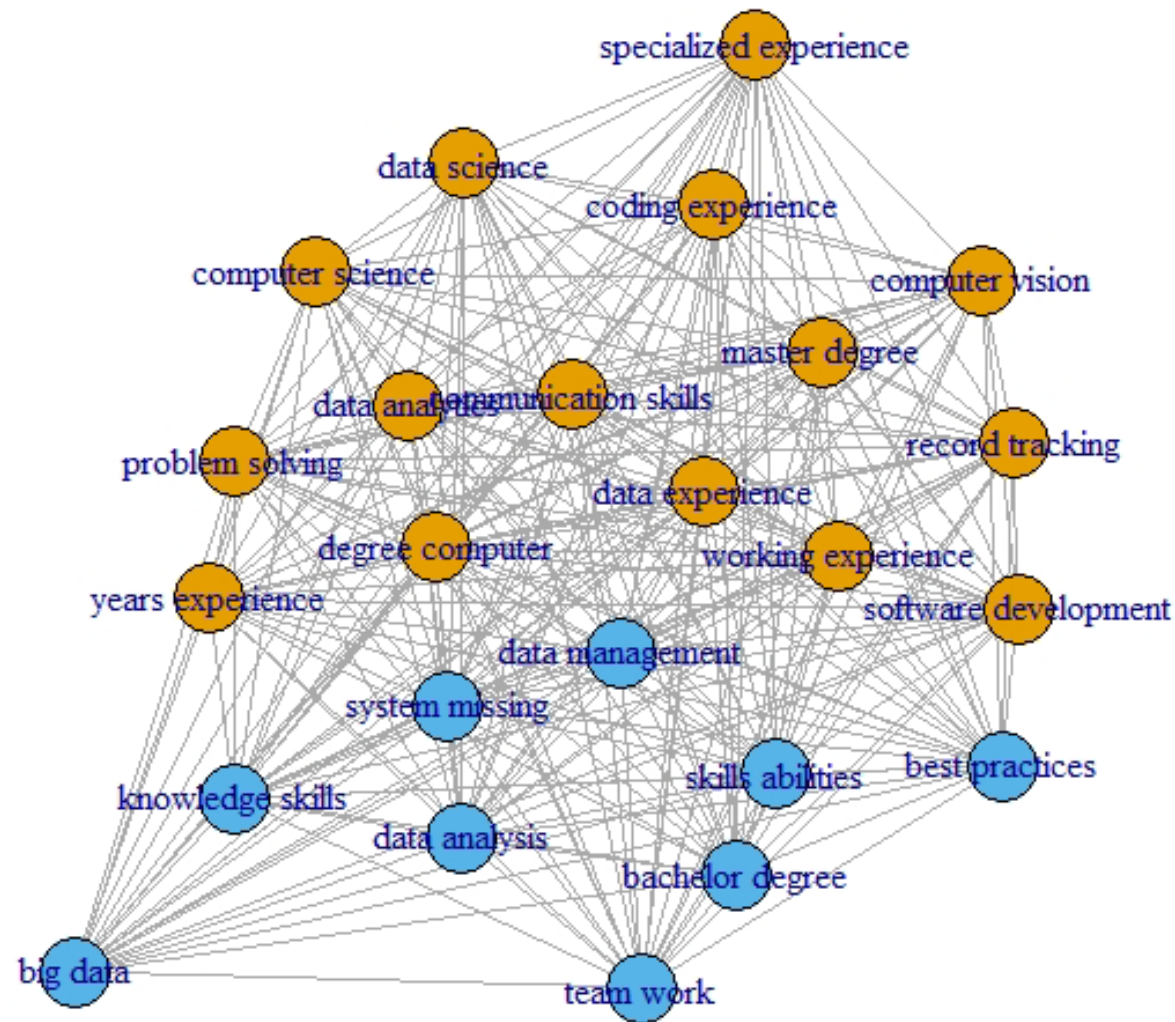 specialized experience
data science
coding experience
computer science
computer vision
master degree
data analytics
communication skills
record tracking
problem solving
data experience
degree computer
working experience
years experience
software development
data management
system missing
best practices
skills abilities
knowledge skills
data analysis
bachelor degree
big data
team work